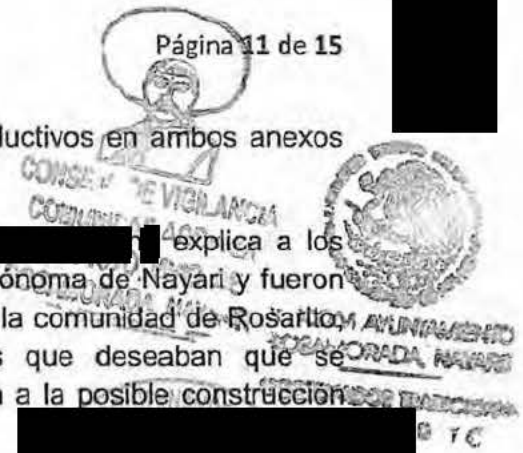 Página 11 de 15
ductivos en ambos anexos
CONSE DE VIGILANCIA
explica a los
ónoma de Nayari y fueron
la comunidad de Rosarito,
AYUNTAMIENTO
s que deseaban que se
ROSAMORADA, NAYARIT
a la posible construcción